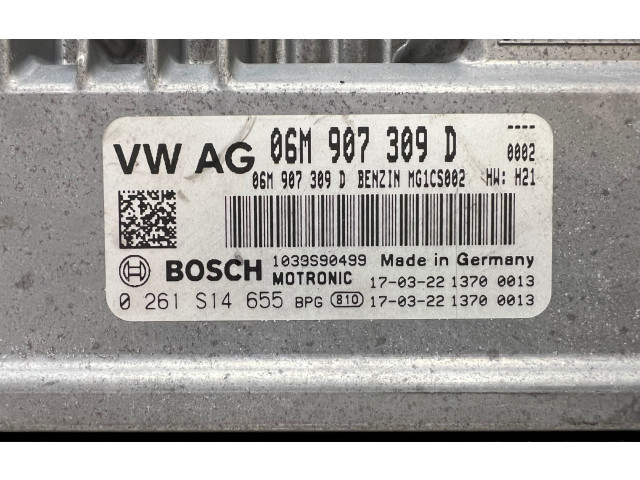 VW AG 06M 907 309 D ----
0002
06M 907 309 D BENZIN MG1CS002 HW: H21
BOSCH 1039S90499 Made in Germany
MOTRONIC 17-03-22 1370 0013
0 261 S14 655 BPG 810 17-03-22 1370 0013